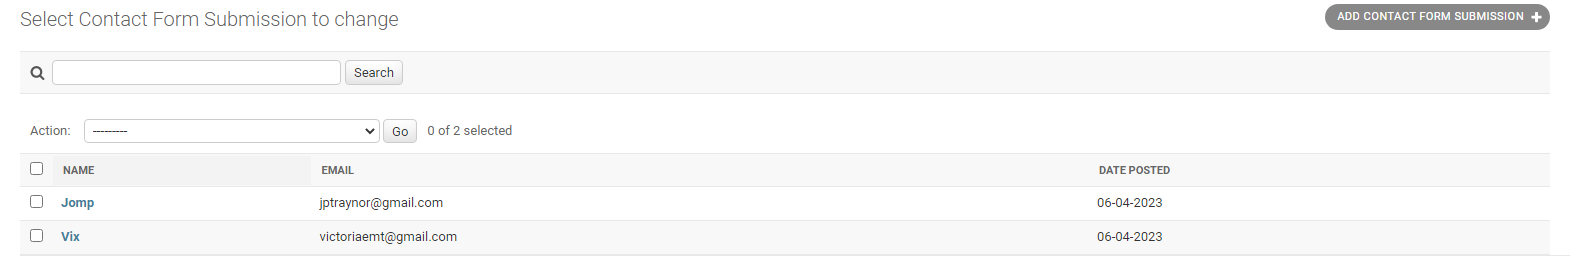 Select Contact Form Submission to change
ADD CONTACT FORM SUBMISSION +
Search
Action: --------- Go 0 of 2 selected
NAME EMAIL DATE POSTED
Jomp jptraynor@gmail.com 06-04-2023
Vix victoriaemt@gmail.com 06-04-2023